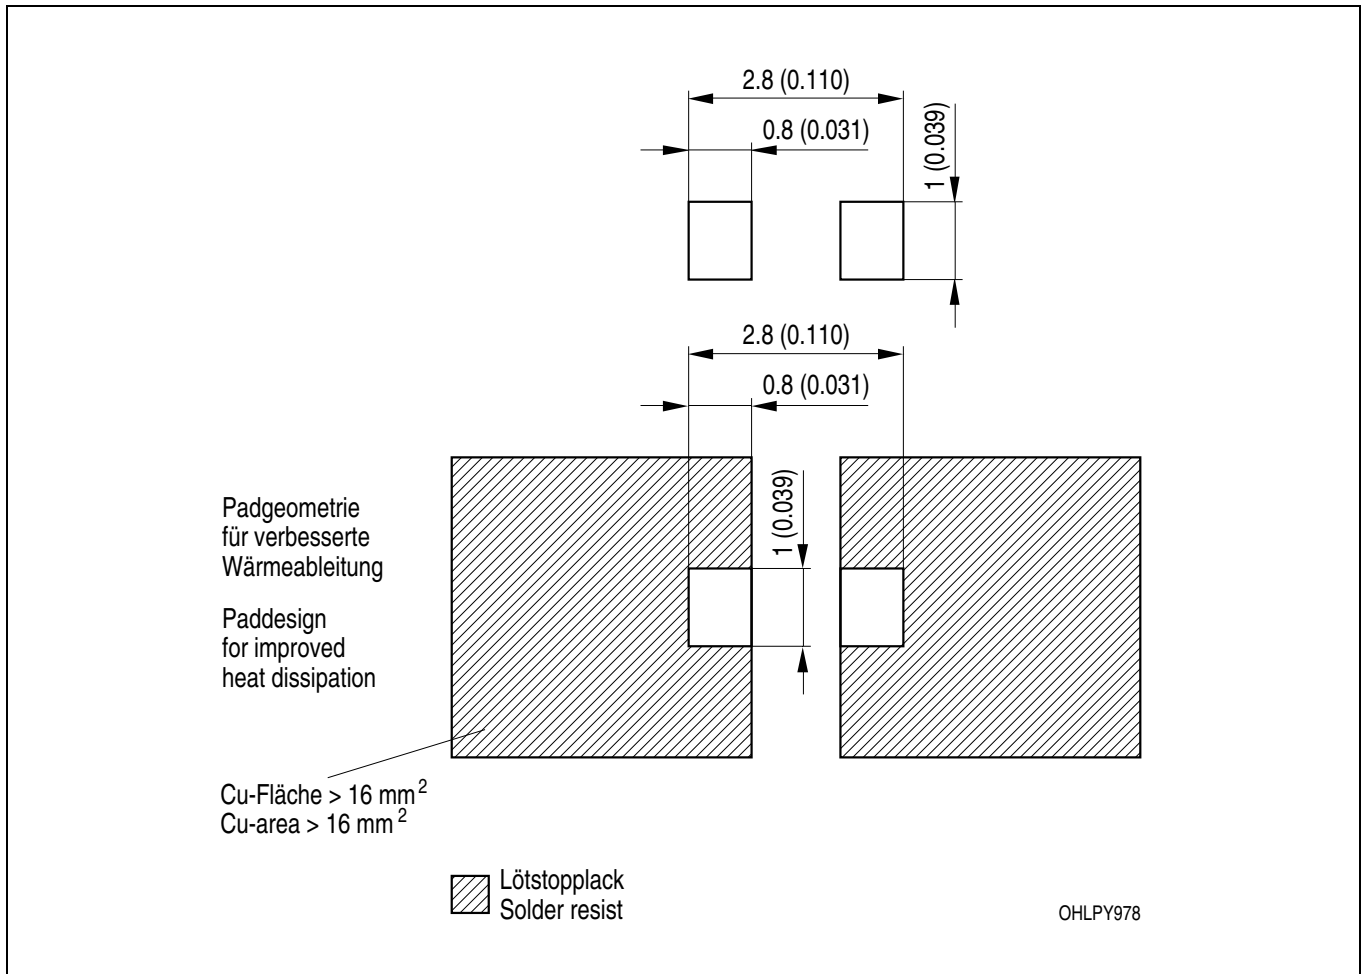 2.8 (0.110)
0.8 (0.031)
1 (0.039)
2.8 (0.110)
0.8 (0.031)
1 (0.039)
Padgeometrie
für verbesserte
Wärmeableitung
Paddesign
for improved
heat dissipation
Cu-Fläche > 16 mm²
Cu-area > 16 mm²
Lötstopplack
Solder resist
OHLPY978